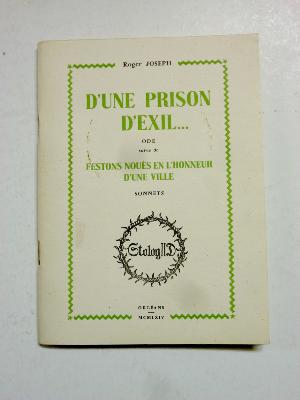 Roger JOSEPH
D'UNE PRISON
D'EXIL...
ODE
suivie de
FESTONS NOUÉS EN L'HONNEUR
D'UNE VILLE
SONNETS
ORLÉANS
MCMLXIV